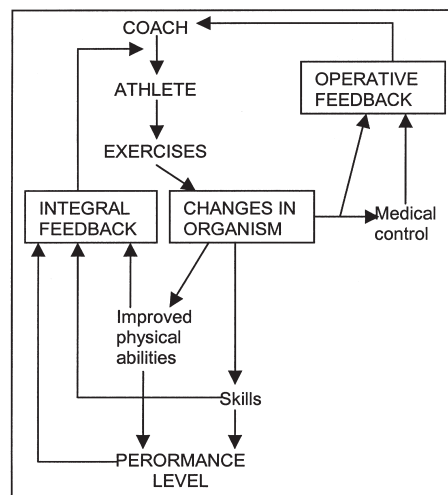 COACH
ATHLETE
EXERCISES
OPERATIVE
FEEDBACK
INTEGRAL
FEEDBACK
CHANGES IN
ORGANISM
Medical
control
Improved
physical
abilities
Skills
PERORMANCE
LEVEL